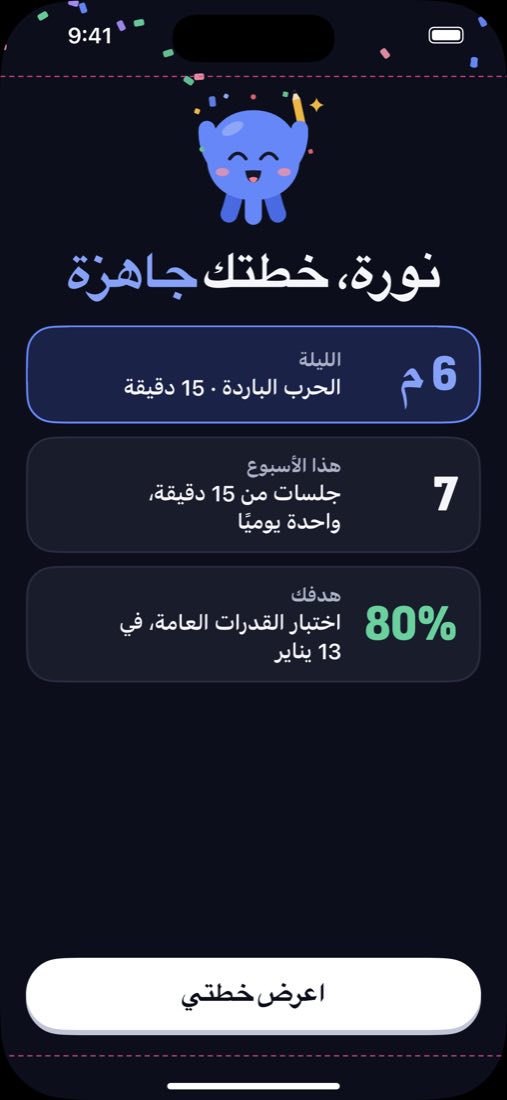 9:41
نورة، خطتك جاهزة
6 م
الليلة
الحرب الباردة · 15 دقيقة
7
هذا الأسبوع
جلسات من 15 دقيقة،
واحدة يوميًا
80%
هدفك
اختبار القدرات العامة، في
13 يناير
اعرض خطتي